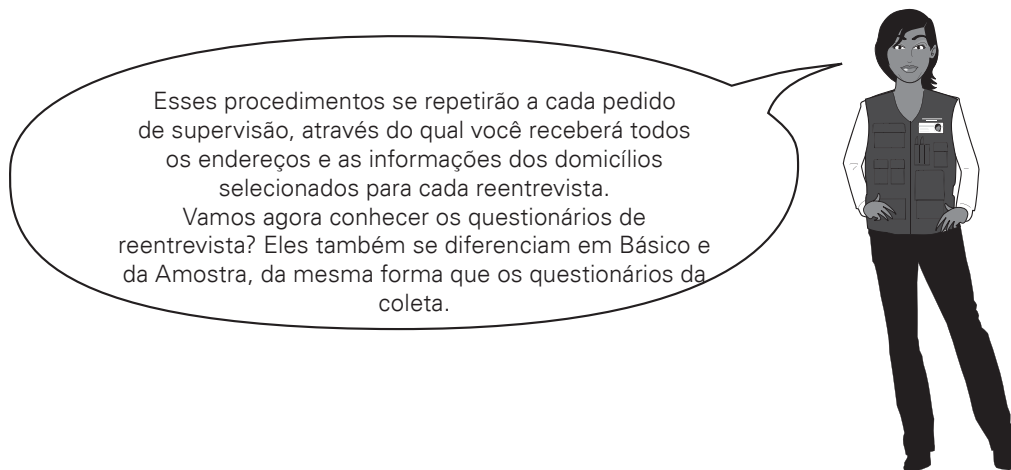 Esses procedimentos se repetirão a cada pedido
de supervisão, através do qual você receberá todos
os endereços e as informações dos domicílios
selecionados para cada reentrevista.
Vamos agora conhecer os questionários de
reentrevista? Eles também se diferenciam em Básico e
da Amostra, da mesma forma que os questionários da
coleta.